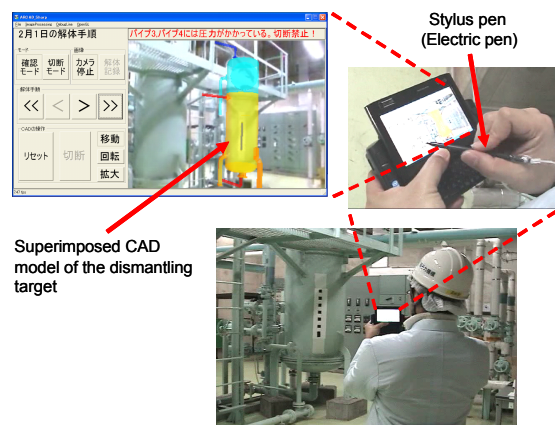 2月1日の解体手順
パイプ3,パイプ4には圧力がかかっている。切断禁止！
モード
画像
確認モード
切断モード
カメラ停止
解体記録
解体手順
<<
<
>
>>
CADの操作
リセット
切断
移動
回転
拡大
Stylus pen
(Electric pen)
Superimposed CAD
model of the dismantling
target